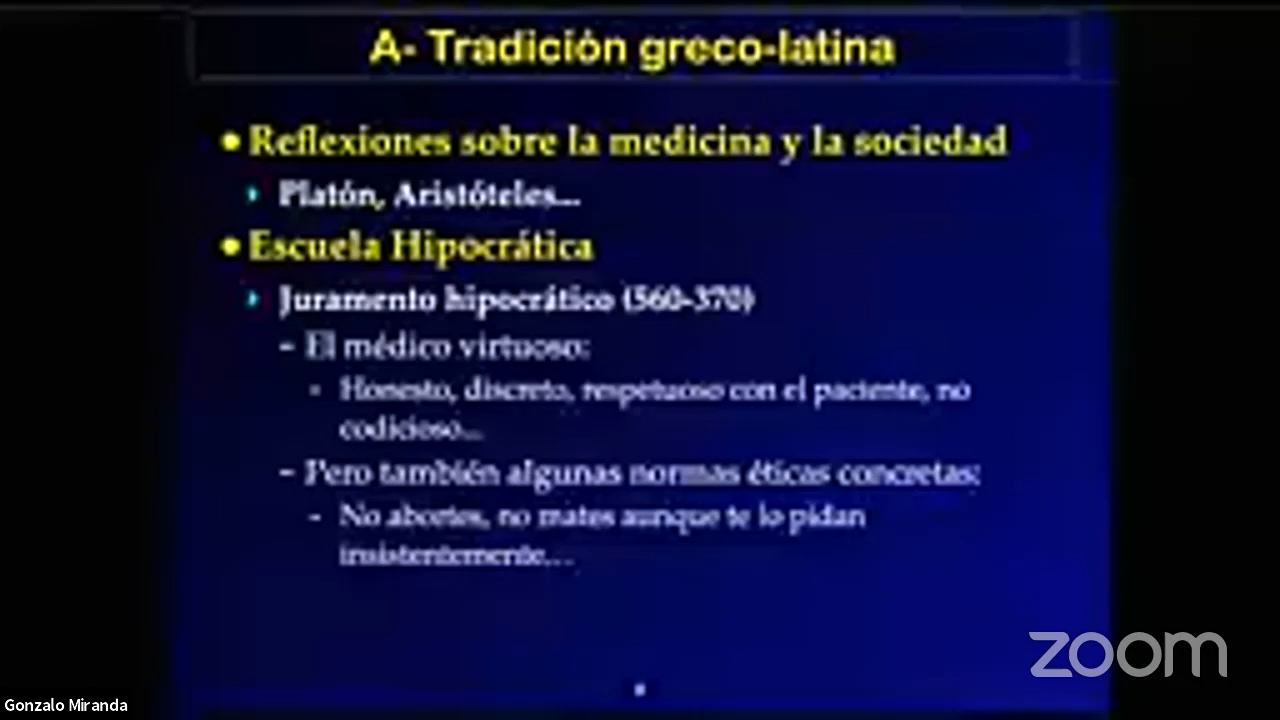 A- Tradición greco-latina
• Reflexiones sobre la medicina y la sociedad
Platón, Aristóteles...
• Escuela Hipocrática
Juramento hipocrático (560-370)
- El médico virtuoso:
- Honesto, discreto, respetuoso con el paciente, no
codicioso...
- Pero también algunas normas éticas concretas:
- No abortes, no mates aunque te lo pidan
insistentemente...
zoom
Gonzalo Miranda